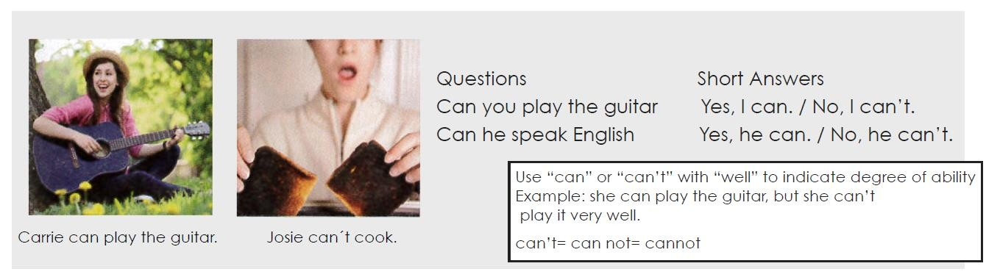 Carrie can play the guitar.
Josie can´t cook.
Questions
Can you play the guitar
Can he speak English
Short Answers
Yes, I can. / No, I can’t.
Yes, he can. / No, he can’t.
Use “can” or “can’t” with “well” to indicate degree of ability
Example: she can play the guitar, but she can’t
play it very well.
can’t= can not= cannot